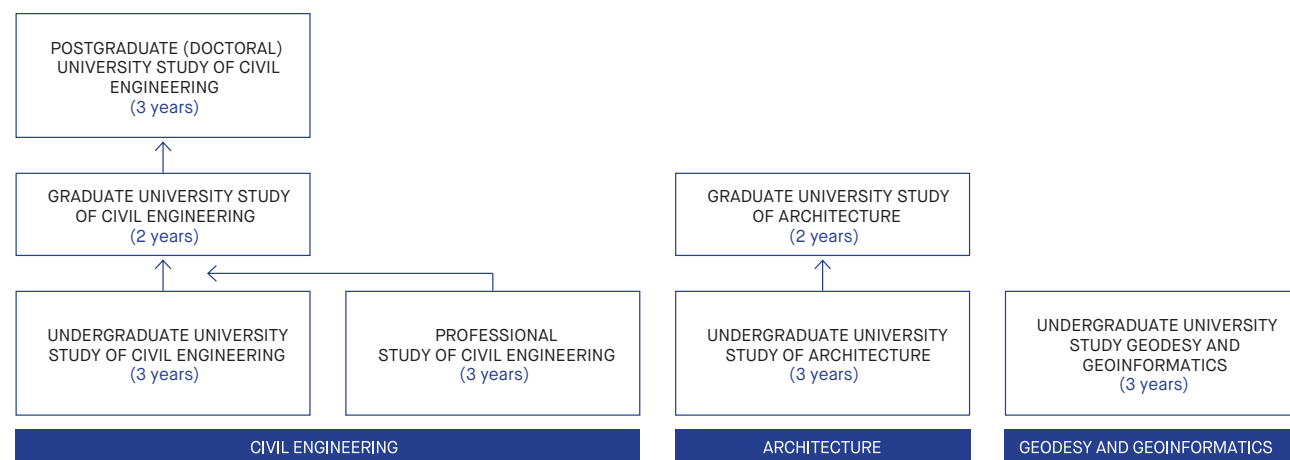 POSTGRADUATE (DOCTORAL)
UNIVERSITY STUDY OF CIVIL
ENGINEERING
(3 years)
GRADUATE UNIVERSITY STUDY
OF CIVIL ENGINEERING
(2 years)
GRADUATE UNIVERSITY STUDY
OF ARCHITECTURE
(2 years)
UNDERGRADUATE UNIVERSITY
STUDY OF CIVIL ENGINEERING
(3 years)
PROFESSIONAL
STUDY OF CIVIL ENGINEERING
(3 years)
UNDERGRADUATE UNIVERSITY
STUDY OF ARCHITECTURE
(3 years)
UNDERGRADUATE UNIVERSITY
STUDY GEODESY AND
GEOINFORMATICS
(3 years)
CIVIL ENGINEERING
ARCHITECTURE
GEODESY AND GEOINFORMATICS